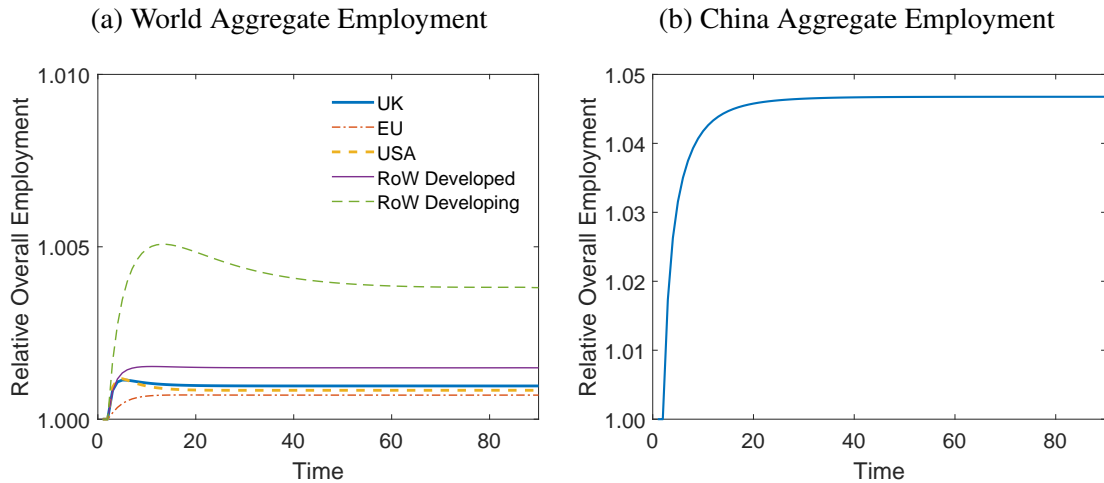 (a) World Aggregate Employment
1.010
1.005
1.000
Relative Overall Employment
UK
EU
USA
RoW Developed
RoW Developing
0
20
40
60
80
Time
(b) China Aggregate Employment
1.05
1.04
1.03
1.02
1.01
1.00
Relative Overall Employment
0
20
40
60
80
Time